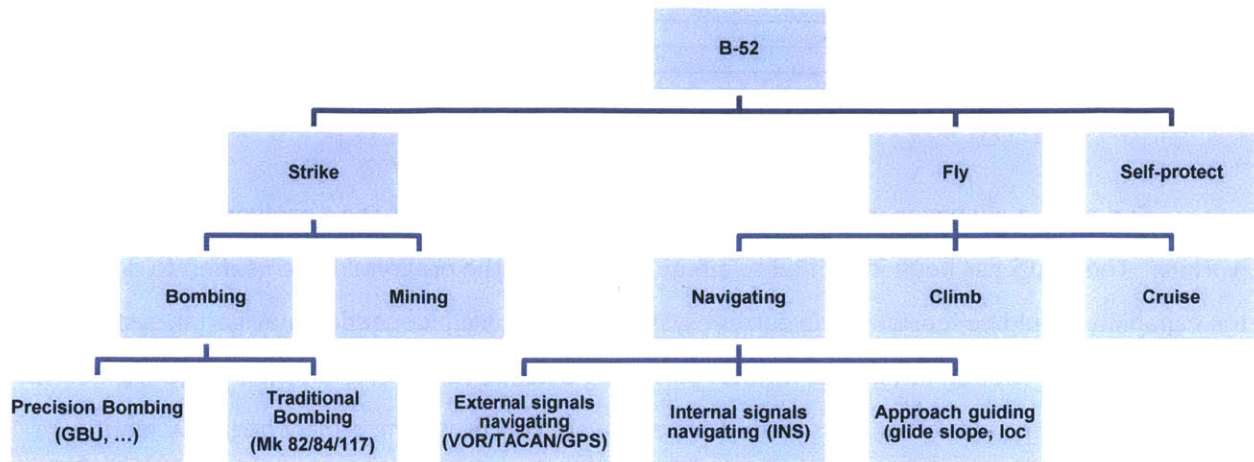 B-52
Strike
Fly
Self-protect
Bombing
Mining
Navigating
Climb
Cruise
Precision Bombing
(GBU, ...)
Traditional
Bombing
(Mk 82/84/117)
External signals
navigating
(VOR/TACAN/GPS)
Internal signals
navigating (INS)
Approach guiding
(glide slope, loc